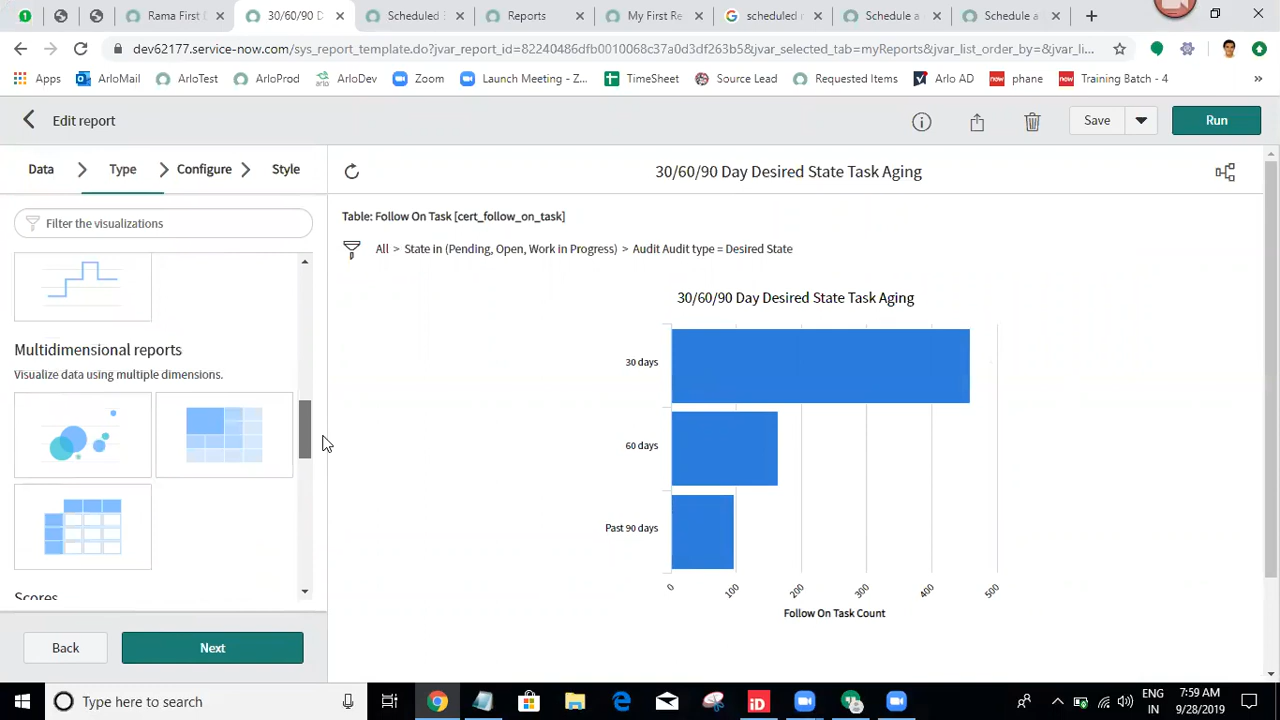 1
Rama First
30/60/90 D
Scheduled
Reports
My First Re
scheduled r
Schedule a
Schedule a
dev62177.service-now.com/sys_report_template.do?jvar_report_id=82240486dfb0010068c37a0d3df263b5&jvar_selected_tab=myReports&jvar_list_order_by=&jvar_li...
Apps
ArloMail
ArloTest
ArloProd
ArloDev
Zoom
Launch Meeting - Z...
TimeSheet
Source Lead
Requested Items
Arlo AD
phane
Training Batch - 4
»
Edit report
Save
Run
Data
Type
Configure
Style
30/60/90 Day Desired State Task Aging
Filter the visualizations
Table: Follow On Task [cert_follow_on_task]
All > State in (Pending, Open, Work in Progress) > Audit Audit type = Desired State
30/60/90 Day Desired State Task Aging
Multidimensional reports
Visualize data using multiple dimensions.
30 days
60 days
Past 90 days
0 100 200 300 400 500
Follow On Task Count
Scores
Back
Next
Type here to search
ENG
IN
7:59 AM
9/28/2019